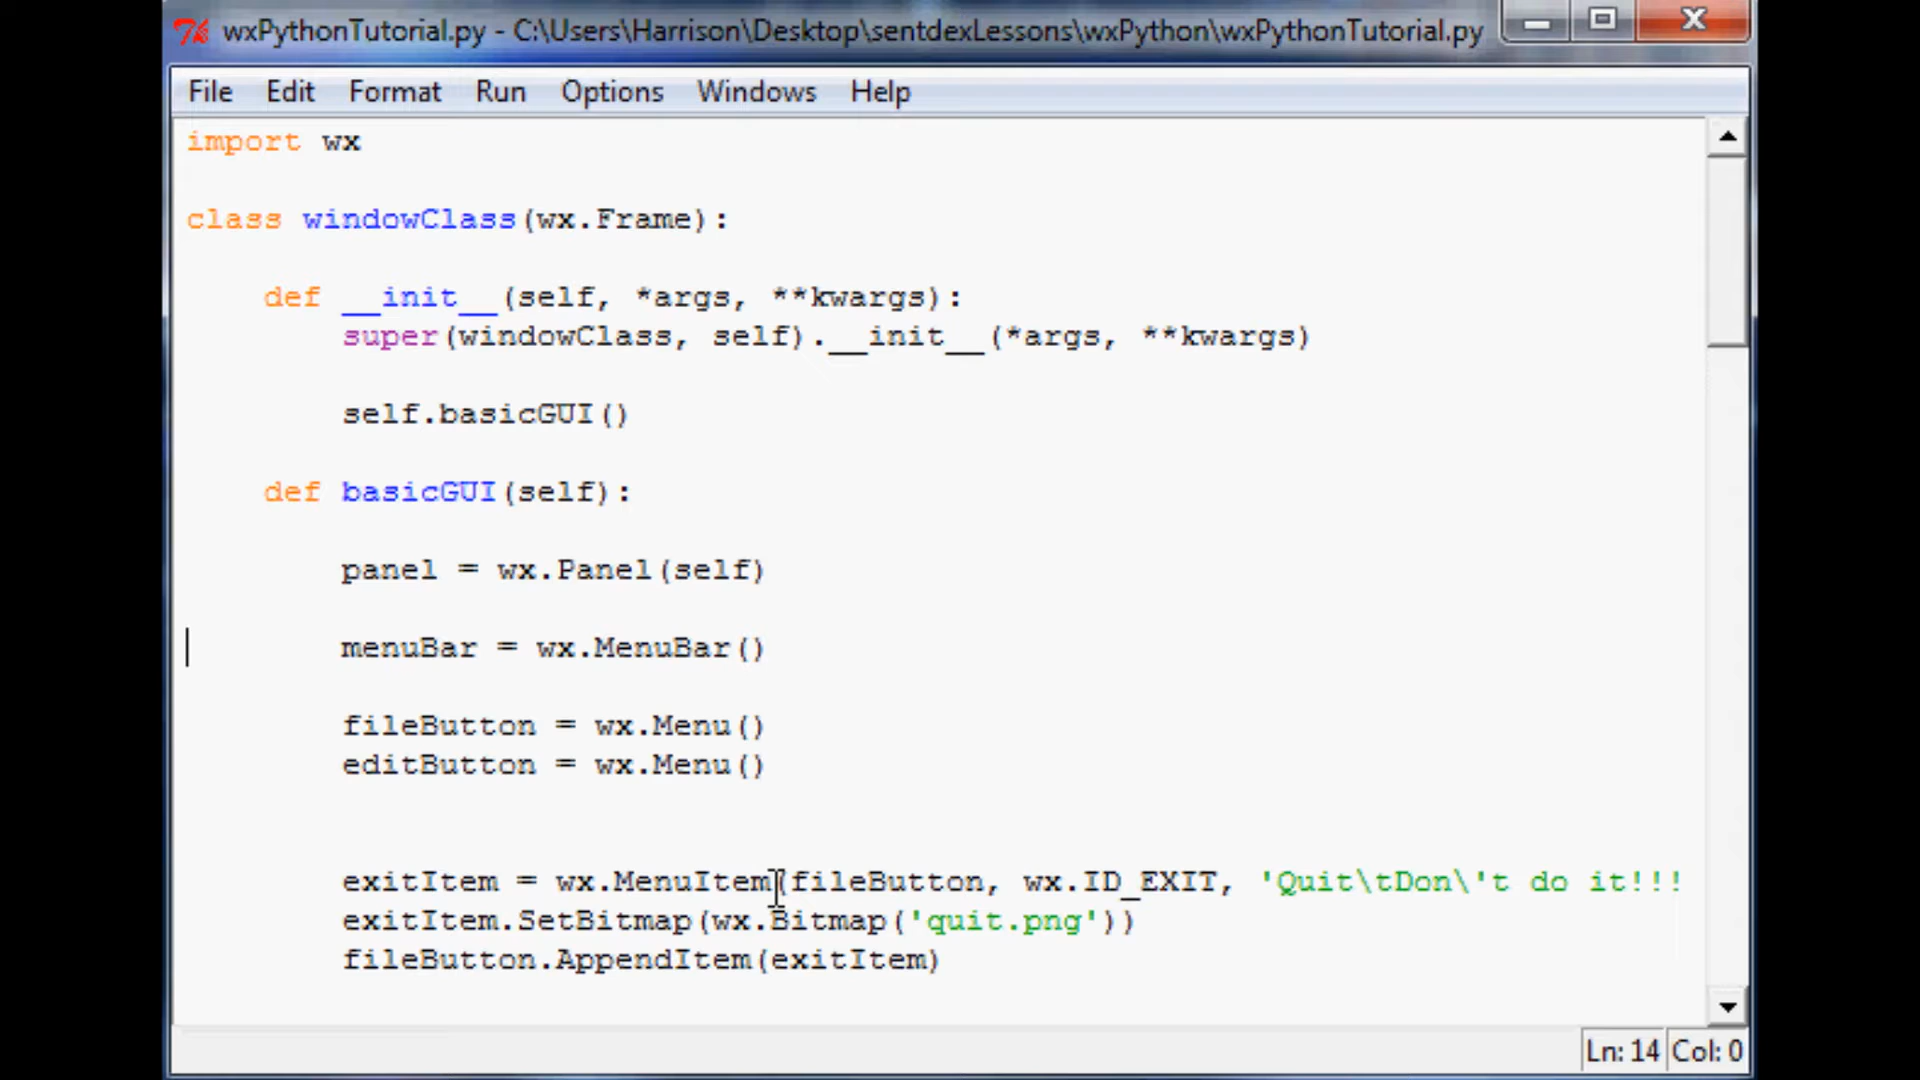 wxPythonTutorial.py - C:\Users\Harrison\Desktop\sentdexLessons\wxPython\wxPythonTutorial.py
File Edit Format Run Options Windows Help
import wx
class windowClass(wx.Frame):
def __init__(self, *args, **kwargs):
super(windowClass, self).__init__(*args, **kwargs)
self.basicGUI()
def basicGUI(self):
panel = wx.Panel(self)
menuBar = wx.MenuBar()
fileButton = wx.Menu()
editButton = wx.Menu()
exitItem = wx.MenuItem(fileButton, wx.ID_EXIT, 'Quit\tDon\'t do it!!!
exitItem.SetBitmap(wx.Bitmap('quit.png'))
fileButton.AppendItem(exitItem)
Ln: 14 Col: 0